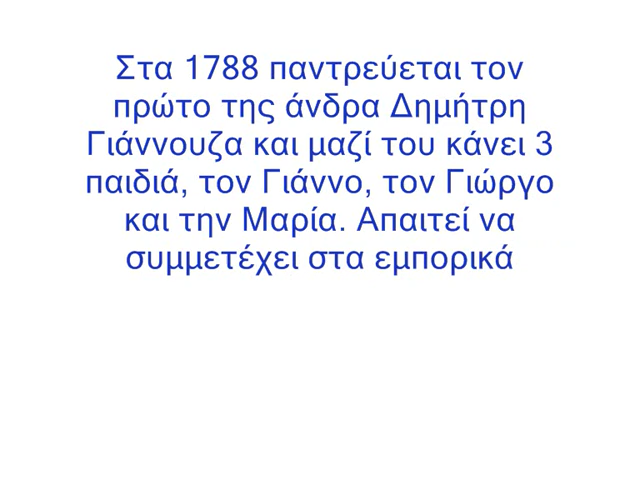 Στα 1788 παντρεύεται τον
πρώτο της άνδρα Δημήτρη
Γιάννουζα και μαζί του κάνει 3
παιδιά, τον Γιάννο, τον Γιώργο
και την Μαρία. Απαιτεί να
συμμετέχει στα εμπορικά